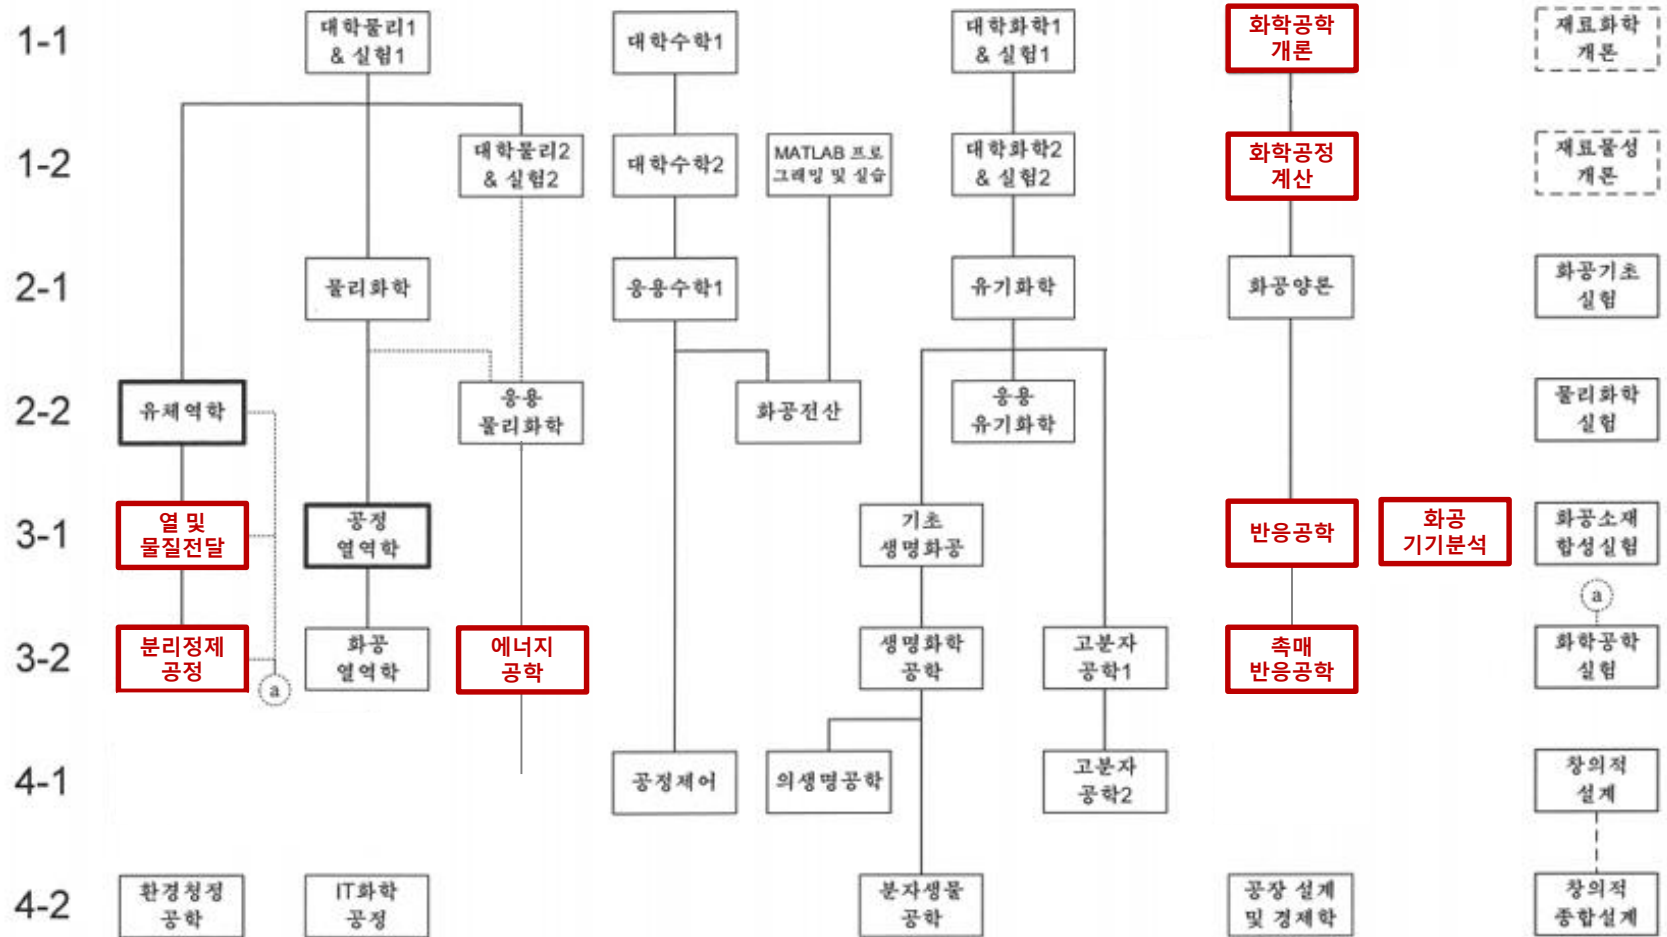 1-1
대학물리1
& 실험1
대학수학1
대학화학1
& 실험1
화학공학
개론
재료화학
개론
1-2
대학물리2
& 실험2
대학수학2
MATLAB 프로
그래밍 및 실습
대학화학2
& 실험2
화학공정
계산
재료물성
개론
2-1
물리화학
응용수학1
유기화학
화공양론
화공기초
실험
2-2
유체역학
응용
물리화학
화공전산
응용
유기화학
물리화학
실험
3-1
열 및
물질전달
공정
열역학
기초
생명화공
반응공학
화공
기기분석
화공소재
합성실험
a
3-2
분리정제
공정
a
화공
열역학
에너지
공학
생명화학
공학
고분자
공학1
촉매
반응공학
화학공학
실험
4-1
공정제어
의생명공학
고분자
공학2
창의적
설계
4-2
환경청정
공학
IT화학
공정
분자생물
공학
공장 설계
및 경제학
창의적
종합설계